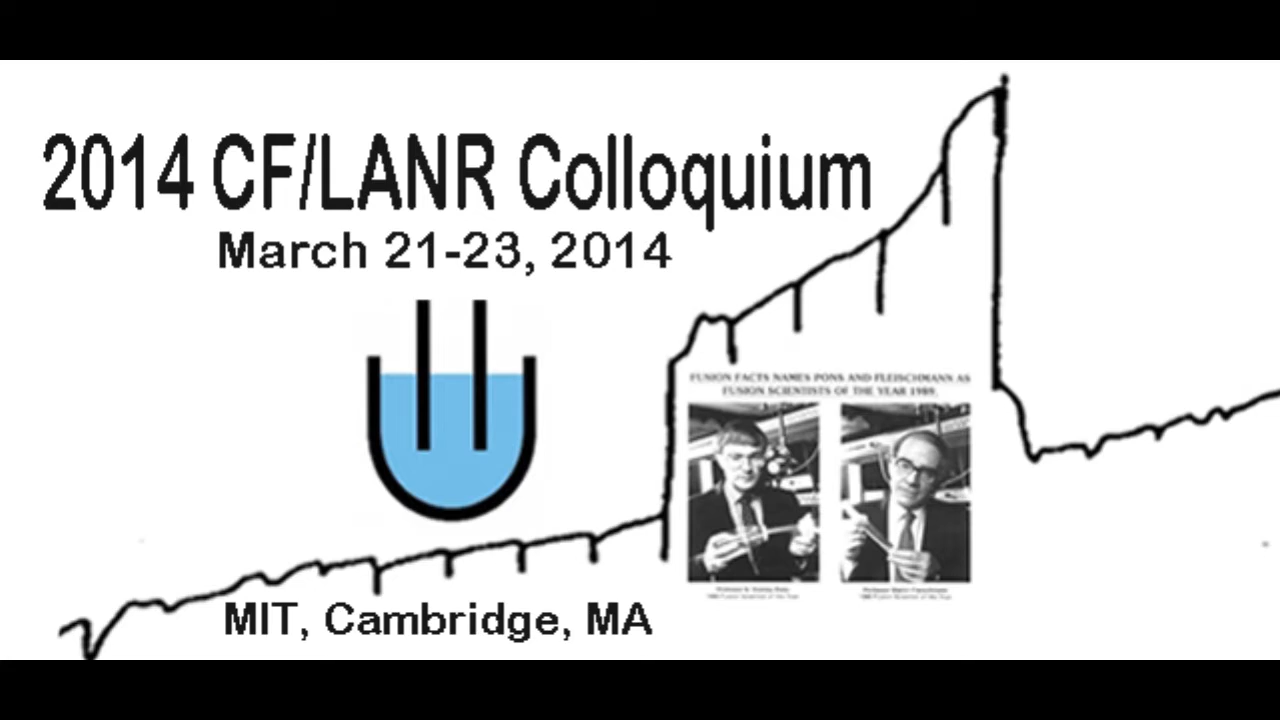 2014 CF/LANR Colloquium
March 21-23, 2014
FUSION FACTS NAMES PONS AND FLEISCHMANN AS
FUSION SCIENTISTS OF THE YEAR 1989.
MIT, Cambridge, MA